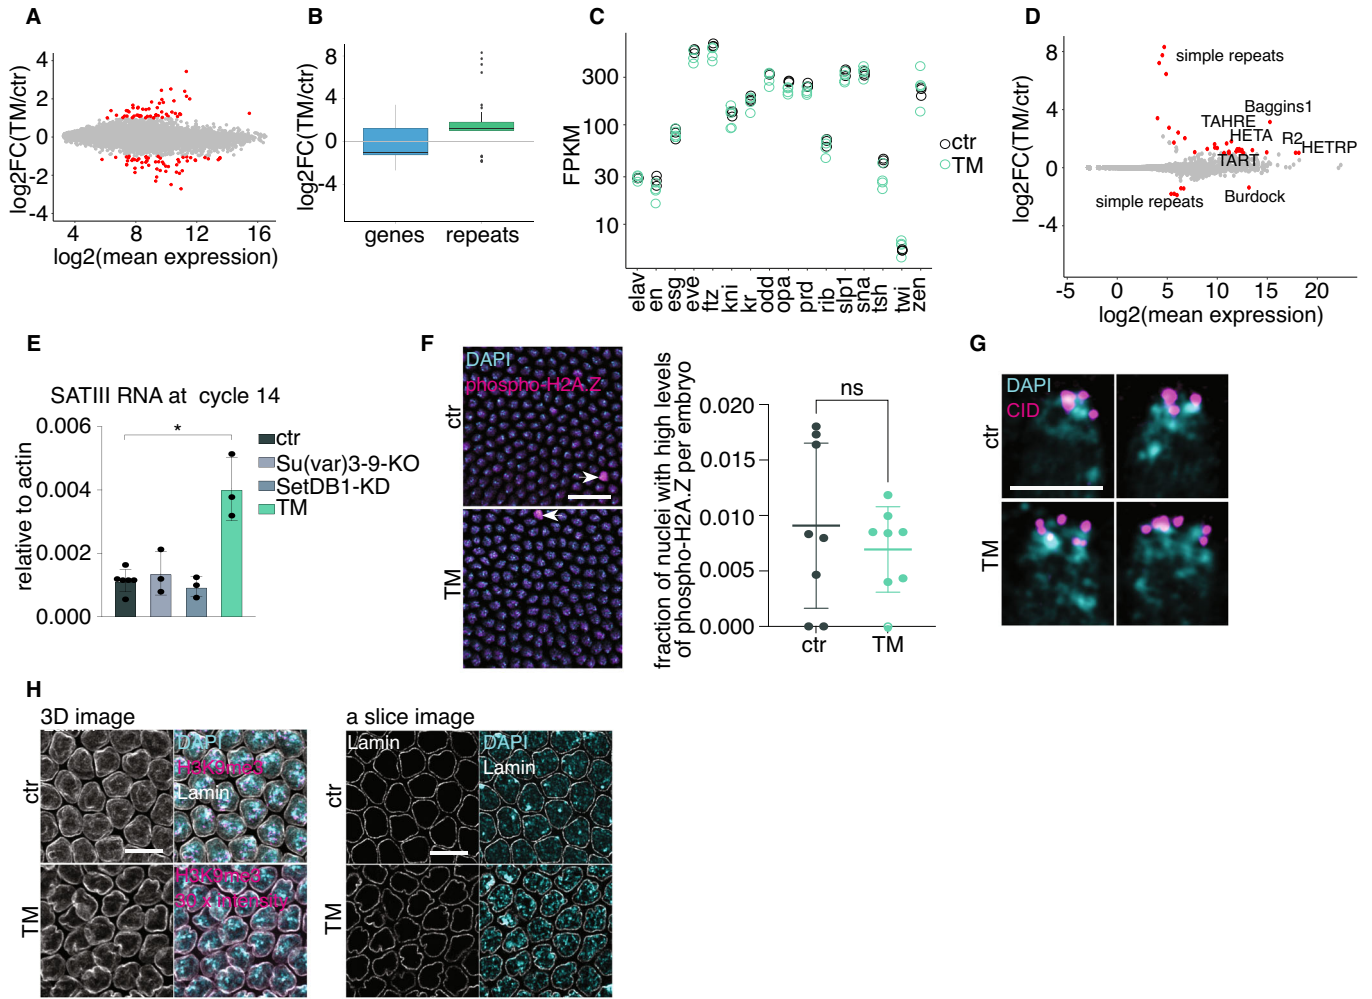 A
log2FC(TM/ctr)
4
2
0
-2
-4
4
8
12
16
log2(mean expression)
B
log2FC(TM/ctr)
8
4
0
-4
genes
repeats
C
FPKM
300
100
30
10
elav
en
esg
eve
ftz
kni
kr
odd
opa
prd
rib
slp1
sna
tsh
twi
zen
ctr
TM
D
log2FC(TM/ctr)
8
4
0
-4
simple repeats
Baggins1
TAHRE
HETA
R2
HETRP
TART
simple repeats
Burdock
-5
0
5
10
15
20
log2(mean expression)
E
SATIII RNA at cycle 14
relative to actin
0.006
0.004
0.002
0.000
*
ctr
Su(var)3-9-KO
SetDB1-KD
TM
F
DAPI
phospho-H2A.Z
ctr
TM
fraction of nuclei with high levels
of phospho-H2A.Z per embryo
0.020
0.015
0.010
0.005
0.000
ns
ctr
TM
G
DAPI
CID
ctr
TM
H
3D image
DAPI
H3K9me3
Lamin
ctr
H3K9me3
30 x intensity
TM
a slice image
Lamin
DAPI
Lamin
ctr
TM